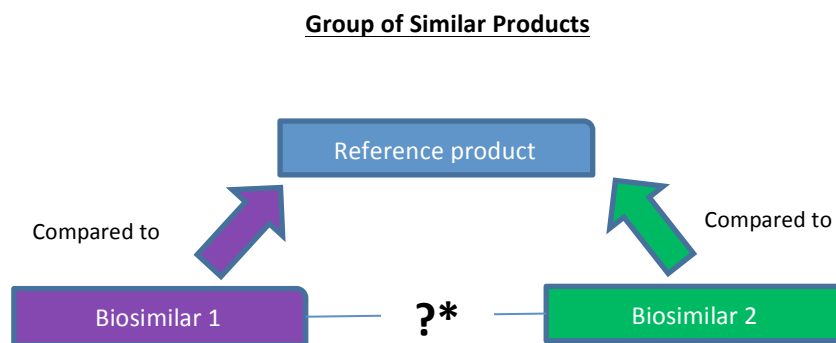 Group of Similar Products
Reference product
Compared to
Compared to
Biosimilar 1
?*
Biosimilar 2